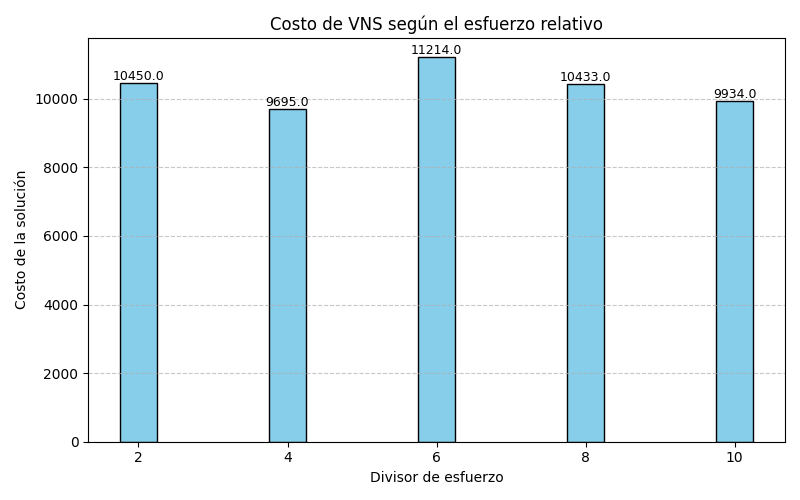 Costo de VNS según el esfuerzo relativo
10450.0
9695.0
11214.0
10433.0
9934.0
10000
8000
6000
4000
2000
0
Costo de la solución
2 4 6 8 10
Divisor de esfuerzo